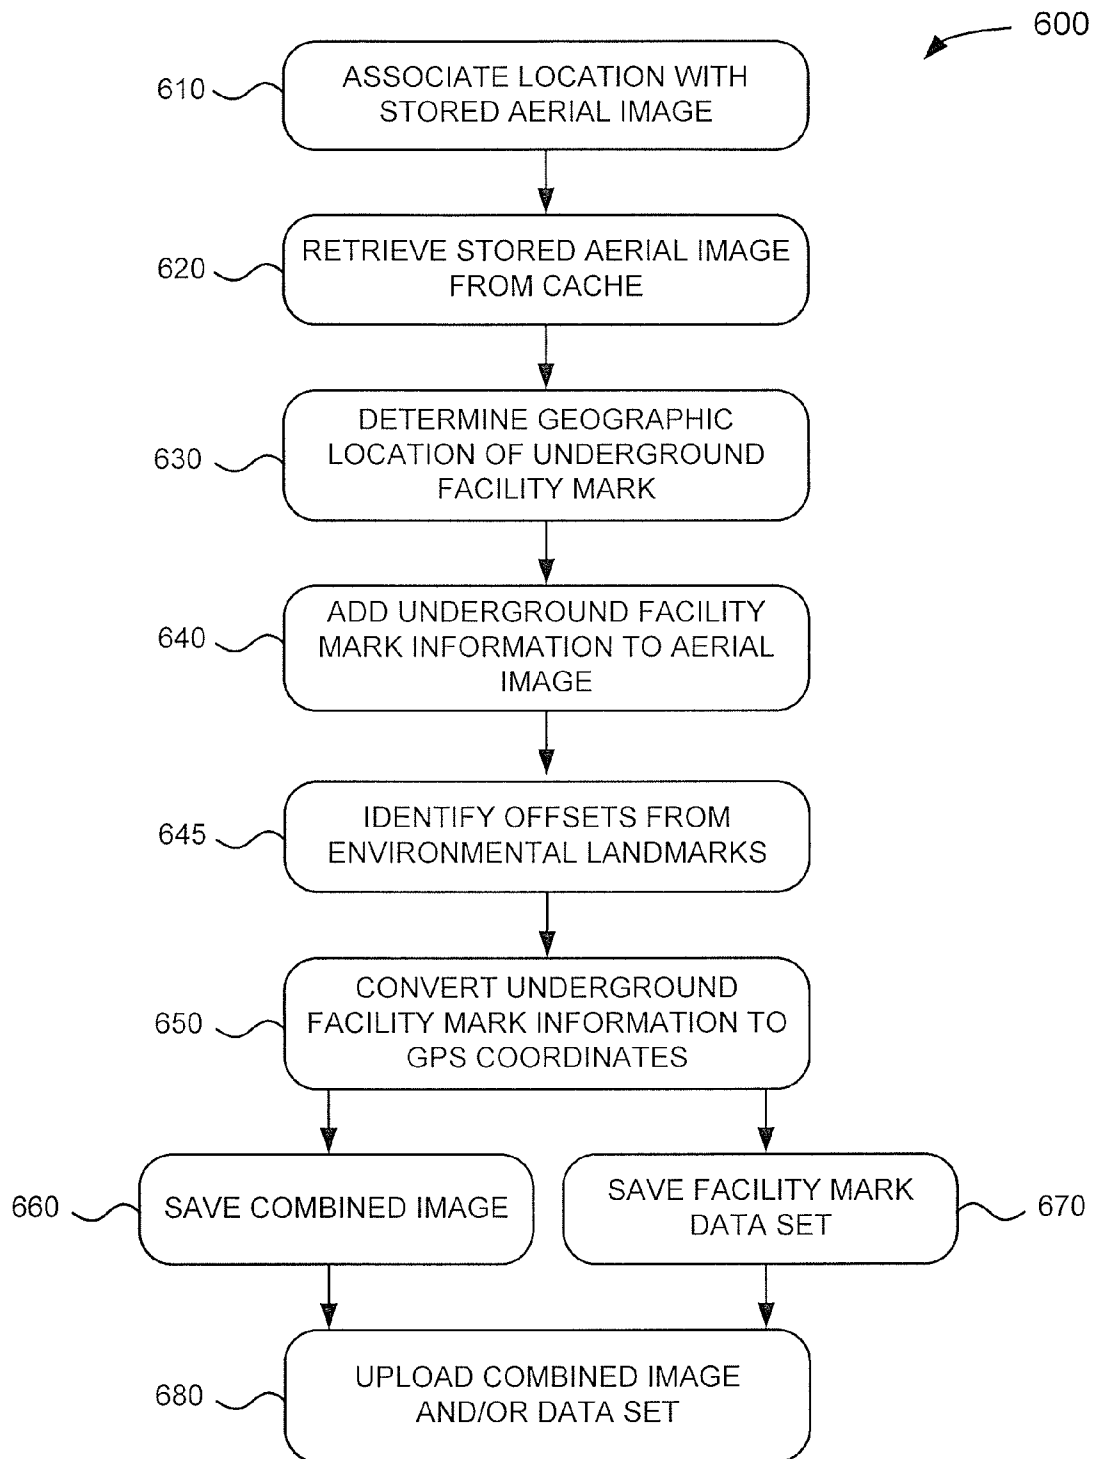 600
610
ASSOCIATE LOCATION WITH
STORED AERIAL IMAGE
620
RETRIEVE STORED AERIAL IMAGE
FROM CACHE
630
DETERMINE GEOGRAPHIC
LOCATION OF UNDERGROUND
FACILITY MARK
640
ADD UNDERGROUND FACILITY
MARK INFORMATION TO AERIAL
IMAGE
645
IDENTIFY OFFSETS FROM
ENVIRONMENTAL LANDMARKS
650
CONVERT UNDERGROUND
FACILITY MARK INFORMATION TO
GPS COORDINATES
660
SAVE COMBINED IMAGE
SAVE FACILITY MARK
DATA SET
670
680
UPLOAD COMBINED IMAGE
AND/OR DATA SET